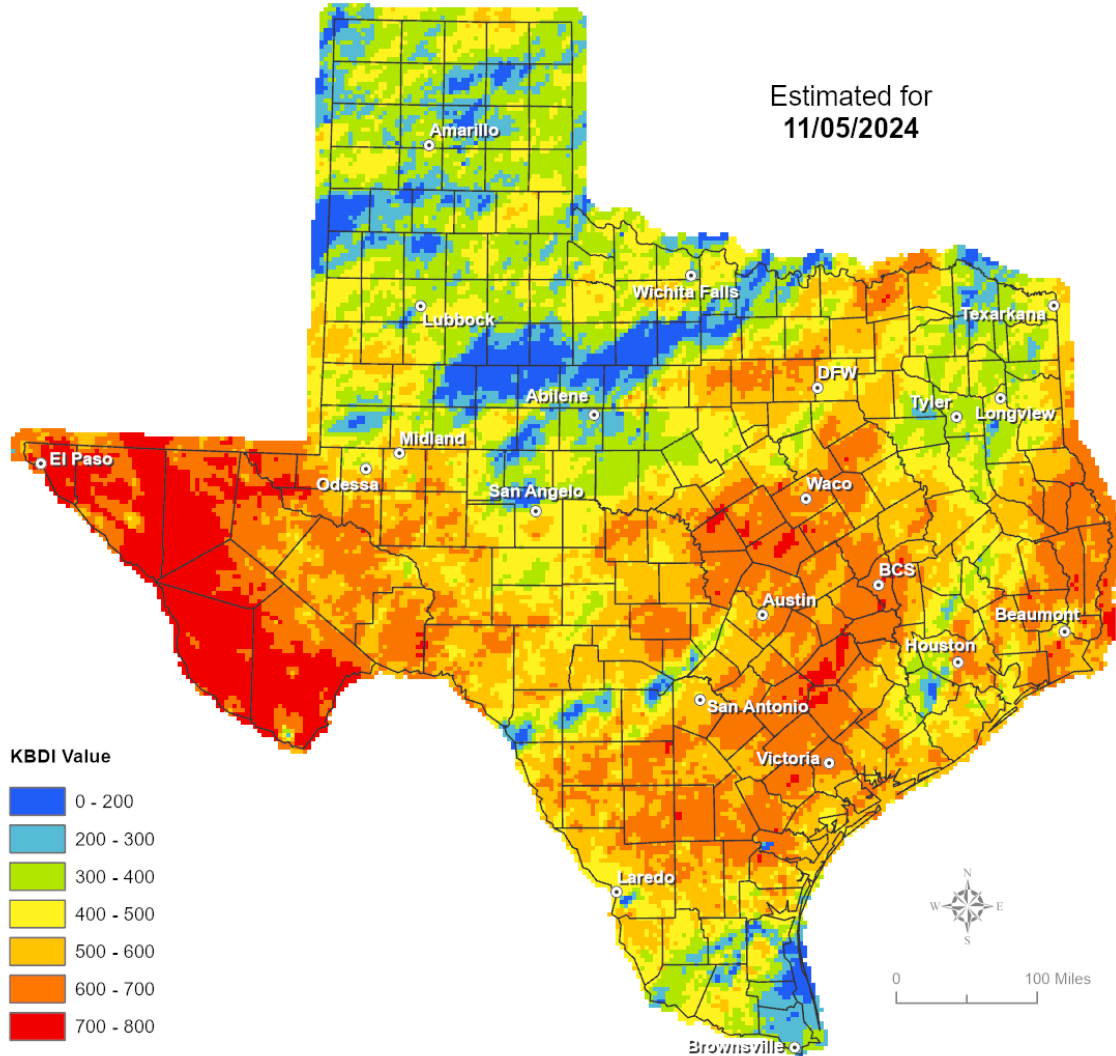 Estimated for
11/05/2024
Amarillo
Wichita Falls
Lubbock
Texarkana
DFW
Abilene
Tyler
Longview
Midland
El Paso
Odessa
San Angelo
Waco
BCS
Austin
Beaumont
Houston
San Antonio
Victoria
KBDI Value
0 - 200
200 - 300
300 - 400
400 - 500
500 - 600
600 - 700
700 - 800
Laredo
N
W E
S
0 100 Miles
Brownsville